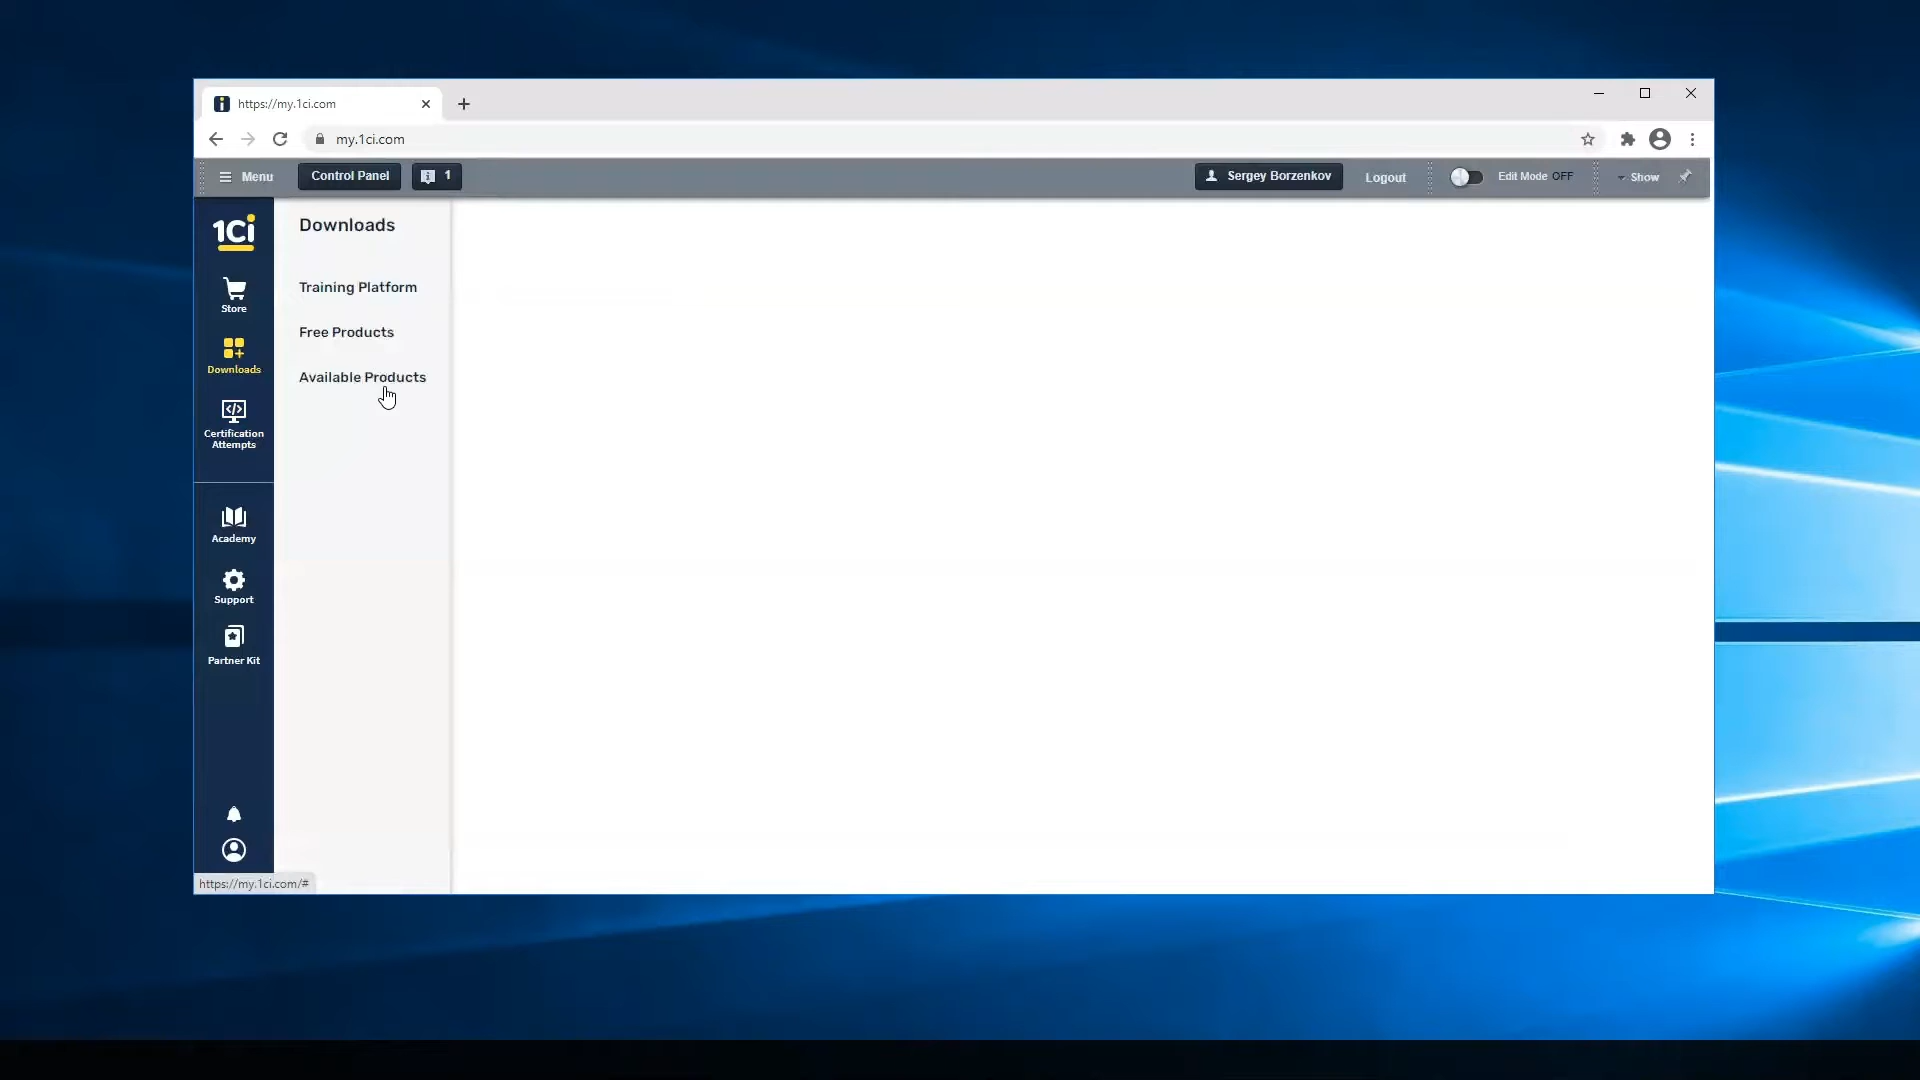 https://my.1ci.com
my.1ci.com
Menu
Control Panel
1
Sergey Borzenkov
Logout
Edit Mode OFF
Show
1Ci
Store
Downloads
Certification
Attempts
Academy
Support
Partner Kit
Downloads
Training Platform
Free Products
Available Products
https://my.1ci.com/#